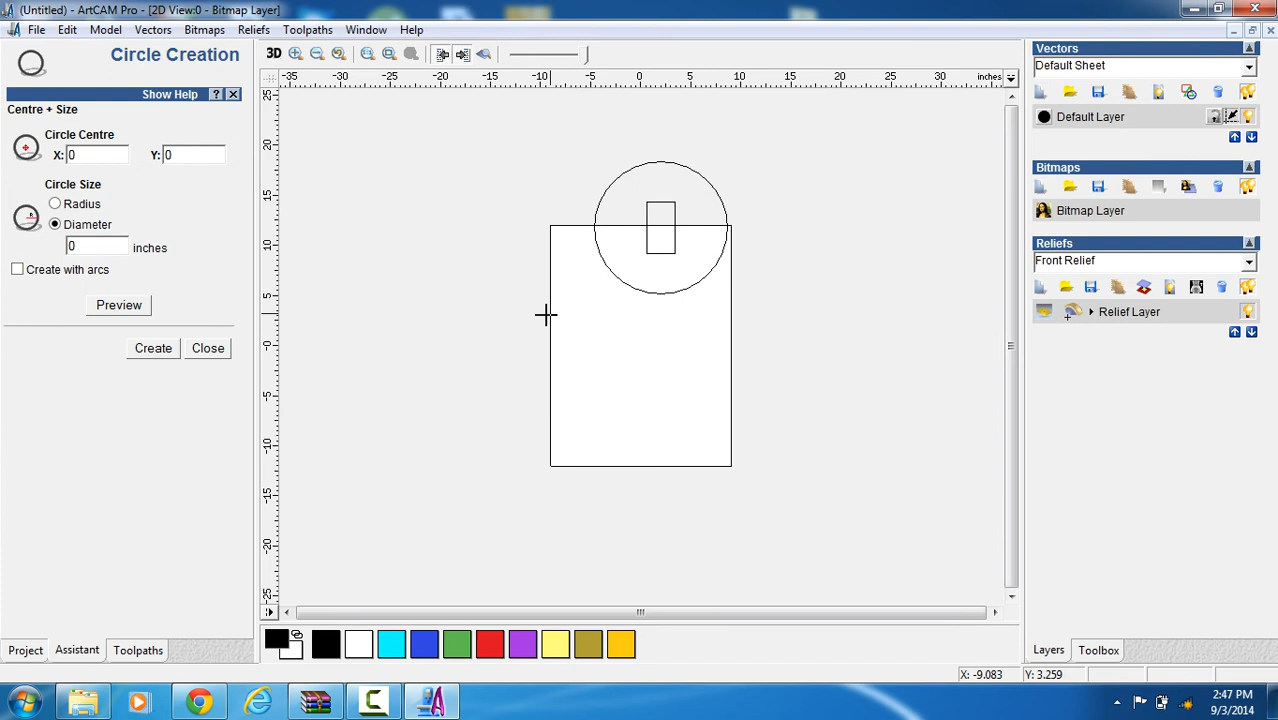 (Untitled) - ArtCAM Pro - [2D View:0 - Bitmap Layer]
File Edit Model Vectors Bitmaps Reliefs Toolpaths Window Help
Circle Creation
Show Help ?
Centre + Size
Circle Centre
X: 0 Y: 0
Circle Size
Radius
Diameter
0 inches
Create with arcs
Preview
Create Close
Project Assistant Toolpaths
3D
-35 -30 -25 -20 -15 -10 -5 0 5 10 15 20 25 30 inches
25
20
15
10
5
-0
-5
-10
-15
-20
-25
Vectors
Default Sheet
Default Layer
Bitmaps
Bitmap Layer
Reliefs
Front Relief
Relief Layer
Layers Toolbox
X: -9.083 Y: 3.259
2:47 PM
9/3/2014